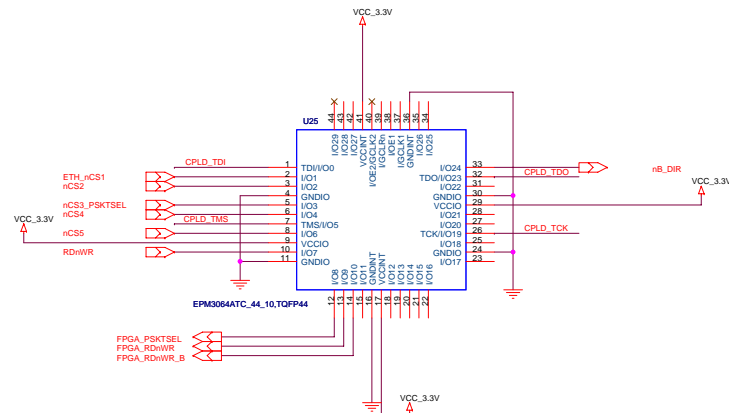 VCC_3.3V
U25
44
43
42
41
40
39
38
37
36
35
34
I/O29
I/O28
I/O27
VCCINT
I/OE2/GCLK2
I/GCLRn
I/OE1
I/GCLK1
GNDINT
I/O26
I/O25
CPLD_TDI
1
TDI/I/O0
ETH_nCS1
2
I/O1
nCS2
3
I/O2
4
GNDIO
nCS3_PSKTSEL
5
I/O3
nCS4
6
I/O4
CPLD_TMS
7
TMS/I/O5
nCS5
8
I/O6
VCC_3.3V
9
VCCIO
RDnWR
10
I/O7
11
GNDIO
I/O24
33
nB_DIR
TDO/I/O23
32
CPLD_TDO
I/O22
31
GNDIO
30
VCCIO
29
VCC_3.3V
I/O21
28
I/O20
27
TCK/I/O19
26
CPLD_TCK
I/O18
25
GNDIO
24
I/O17
23
I/O8
I/O9
I/O10
I/O11
GNDINT
VCCINT
I/O12
I/O13
I/O14
I/O15
I/O16
12
13
14
15
16
17
18
19
20
21
22
EPM3064ATC_44_10,TQFP44
FPGA_PSKTSEL
FPGA_RDnWR
FPGA_RDnWR_B
VCC_3.3V